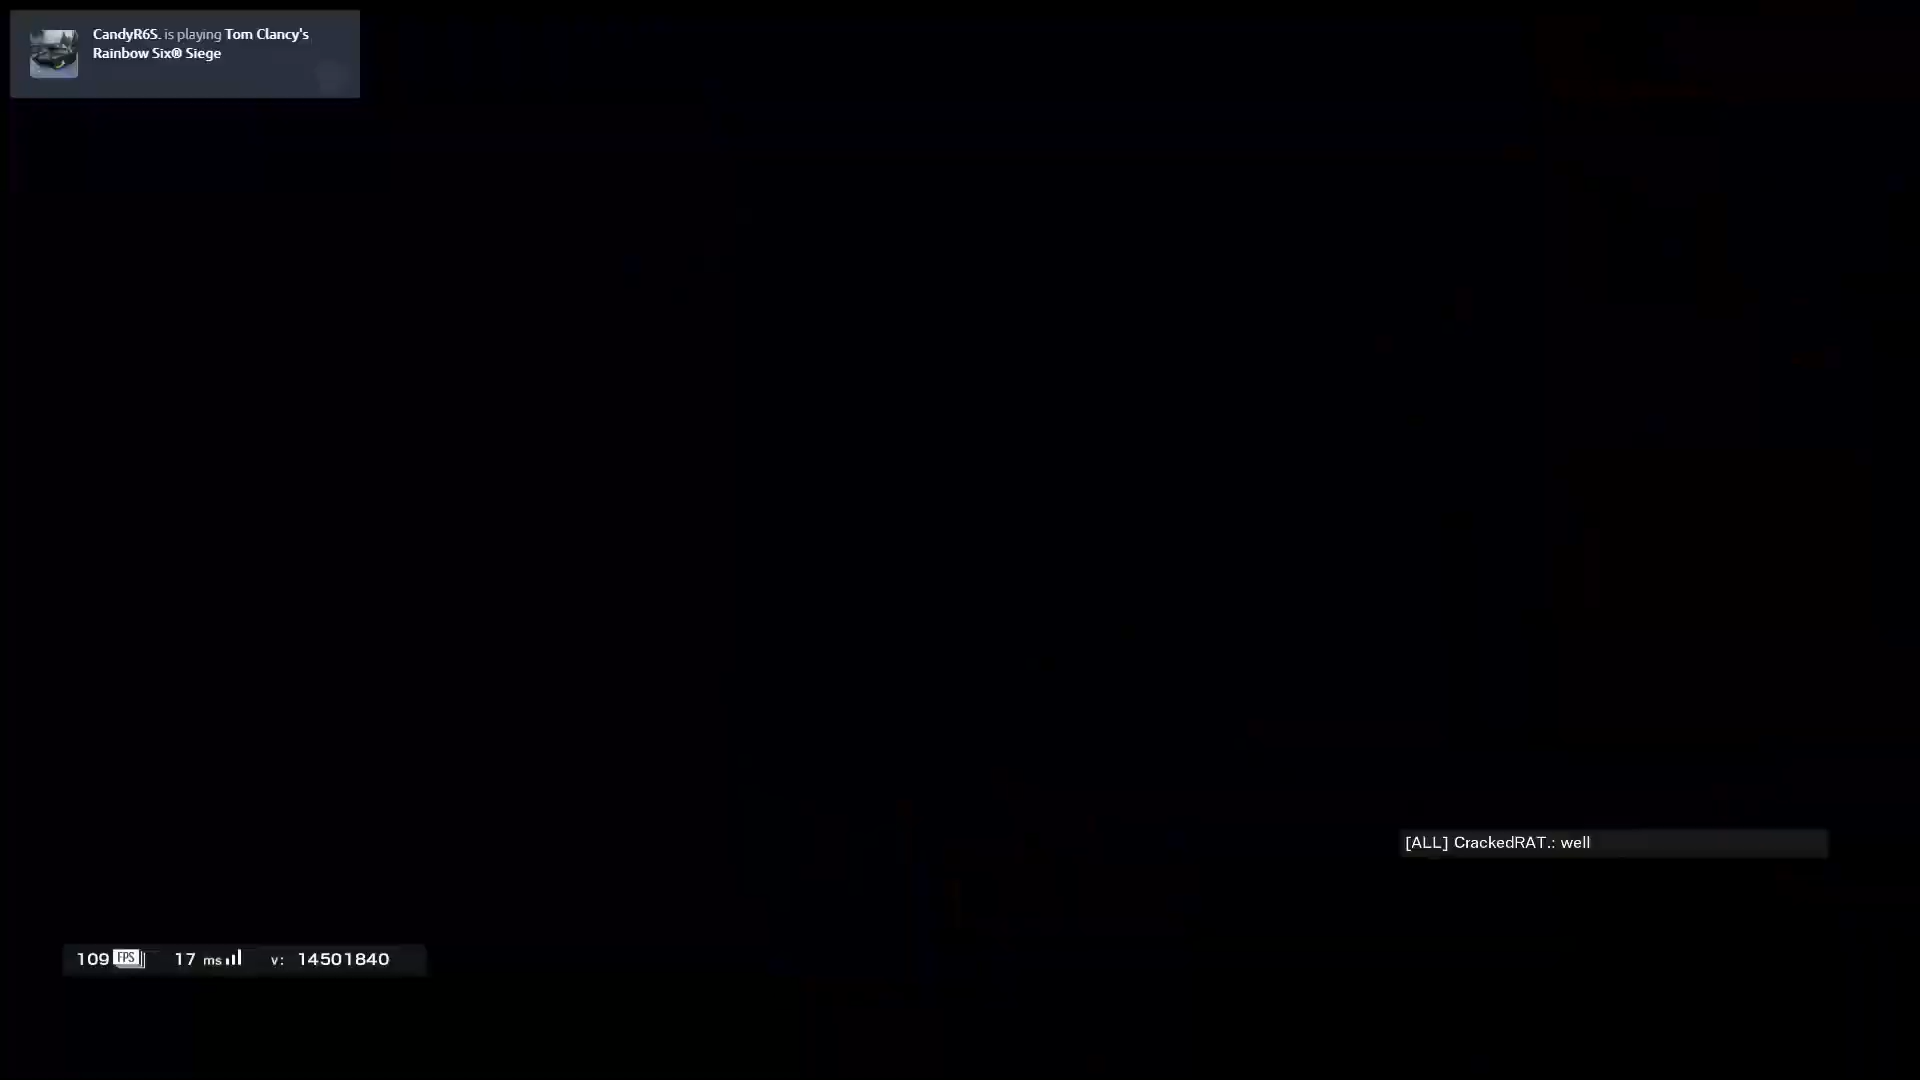 CandyR6S. is playing Tom Clancy's
Rainbow Six® Siege
[ALL] CrackedRAT.: well
109 FPS 17 ms v: 14501840